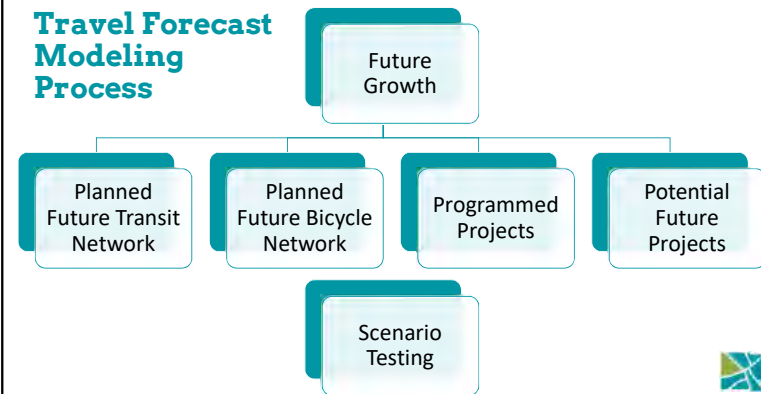 Travel Forecast
Modeling
Process
Future
Growth
Planned
Future Transit
Network
Planned
Future Bicycle
Network
Programmed
Projects
Potential
Future
Projects
Scenario
Testing